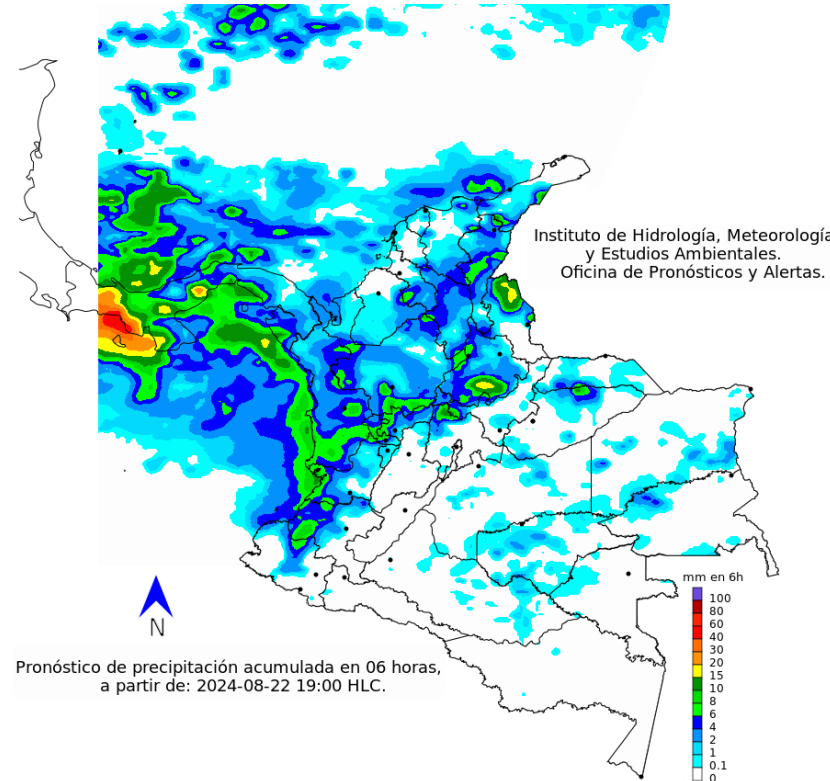 Instituto de Hidrología, Meteorología
y Estudios Ambientales.
Oficina de Pronósticos y Alertas.
N
mm en 6h
100
80
60
40
30
20
15
10
8
6
4
2
1
0.1
0
Pronóstico de precipitación acumulada en 06 horas,
a partir de: 2024-08-22 19:00 HLC.